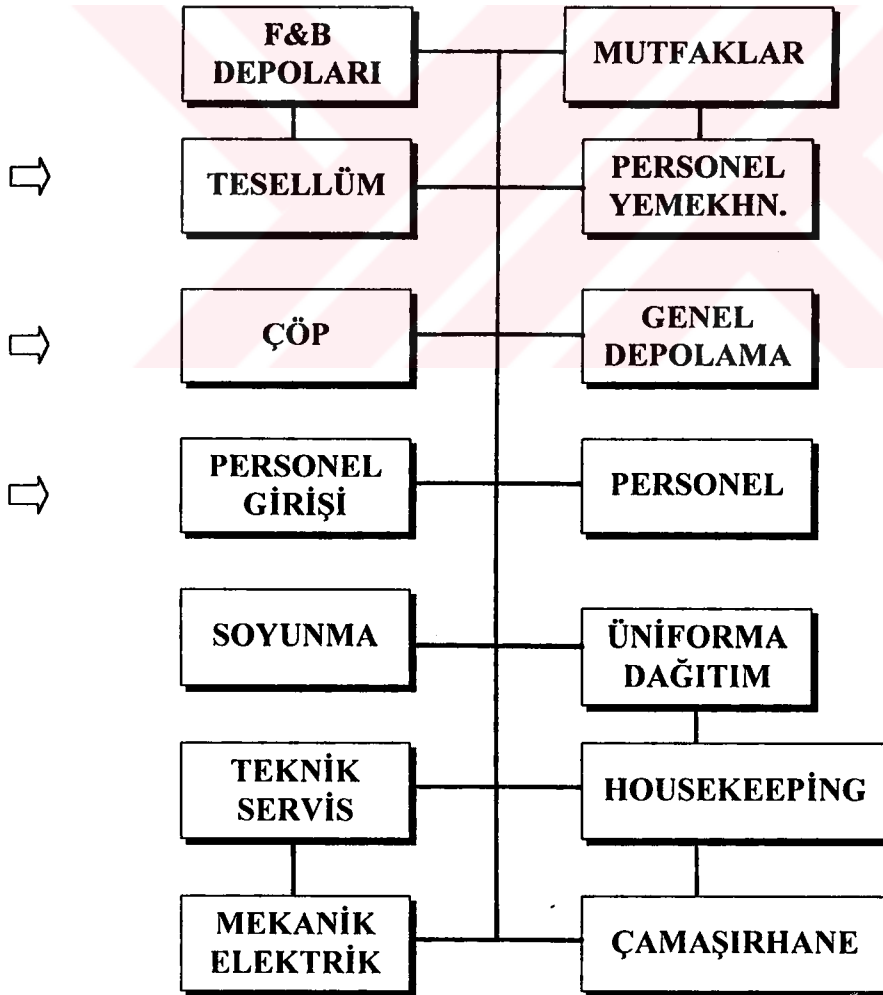 F&B
DEPOLARI
MUTFAKLAR
TESELLÜM
PERSONEL
YEMEKHN.
ÇÖP
GENEL
DEPOLAMA
PERSONEL
GİRİŞİ
PERSONEL
SOYUNMA
ÜNİFORMA
DAĞITIM
TEKNİK
SERVİS
HOUSEKEEPİNG
MEKANİK
ELEKTRİK
ÇAMAŞIRHANE